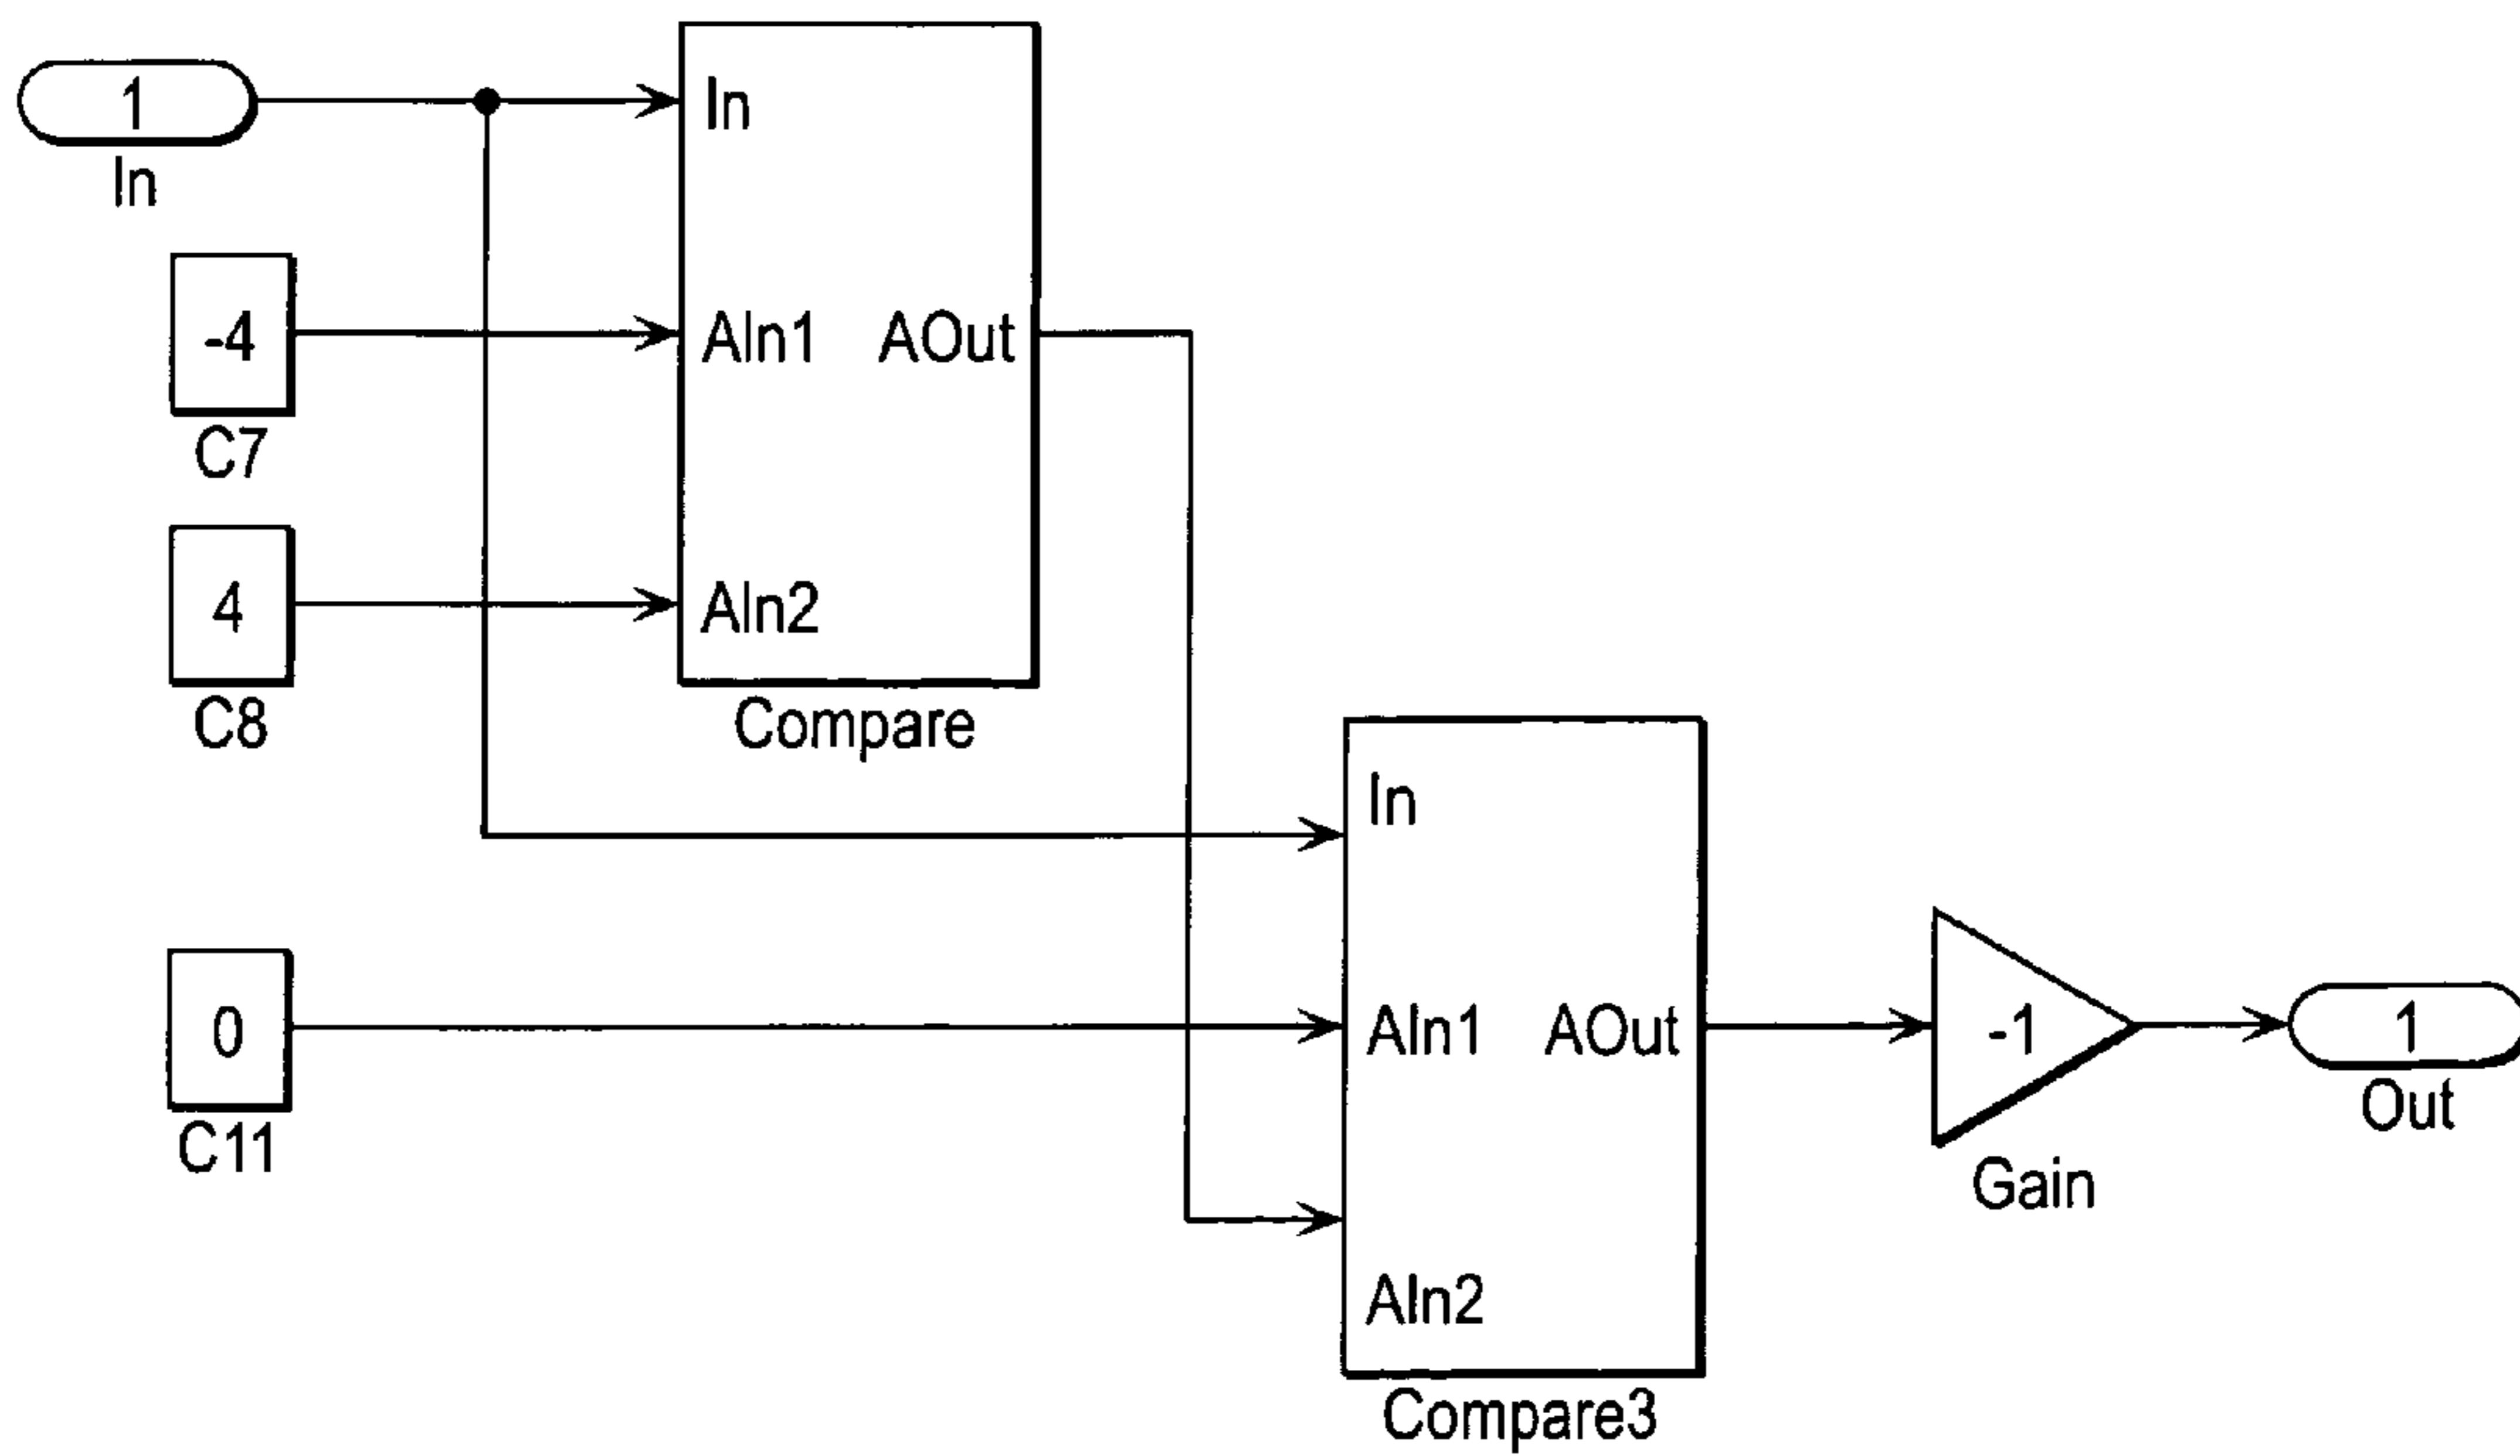 1
In
In
-4
AIn1
AOut
C7
4
AIn2
C8
Compare
In
0
AIn1
AOut
-1
1
Out
C11
Gain
AIn2
Compare3